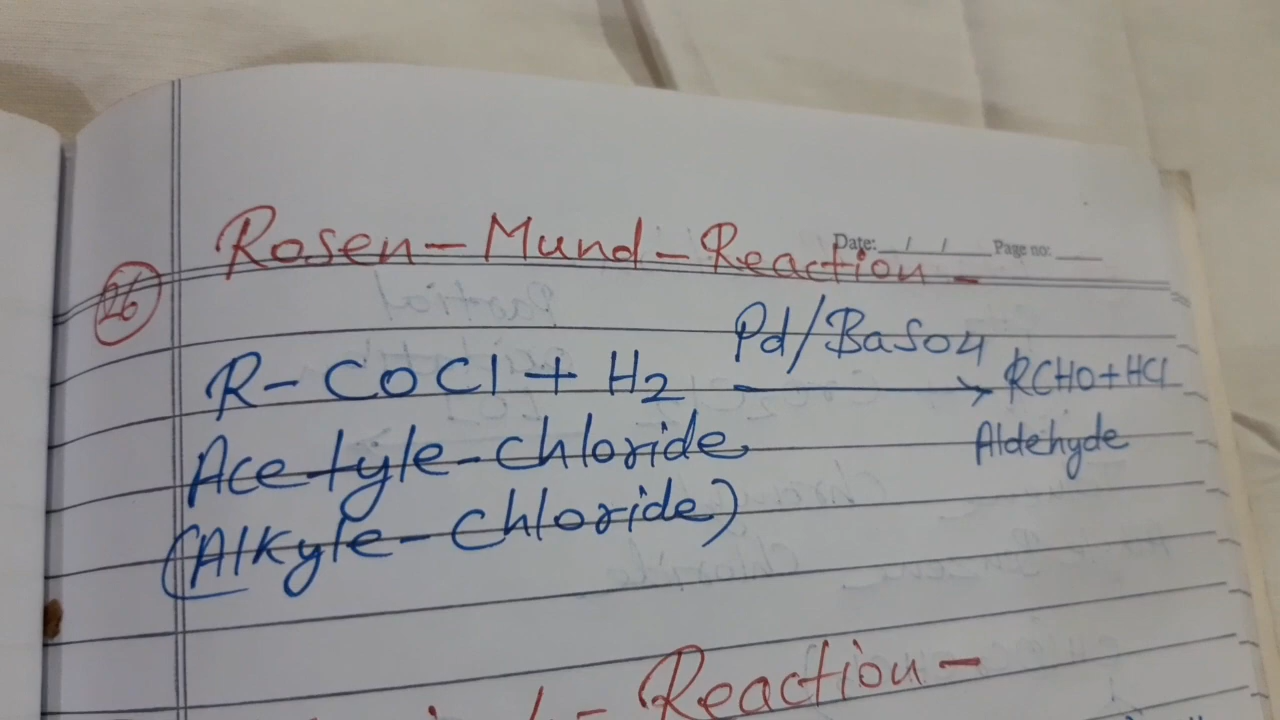 Rosen-Mund-Reaction-
Date: / / Page no:
26
Pd/BaSO4
R-COCl + H2 → RCHO+HCl
Acetyle-chloride Aldehyde
(Alkyle-chloride)
Reaction-